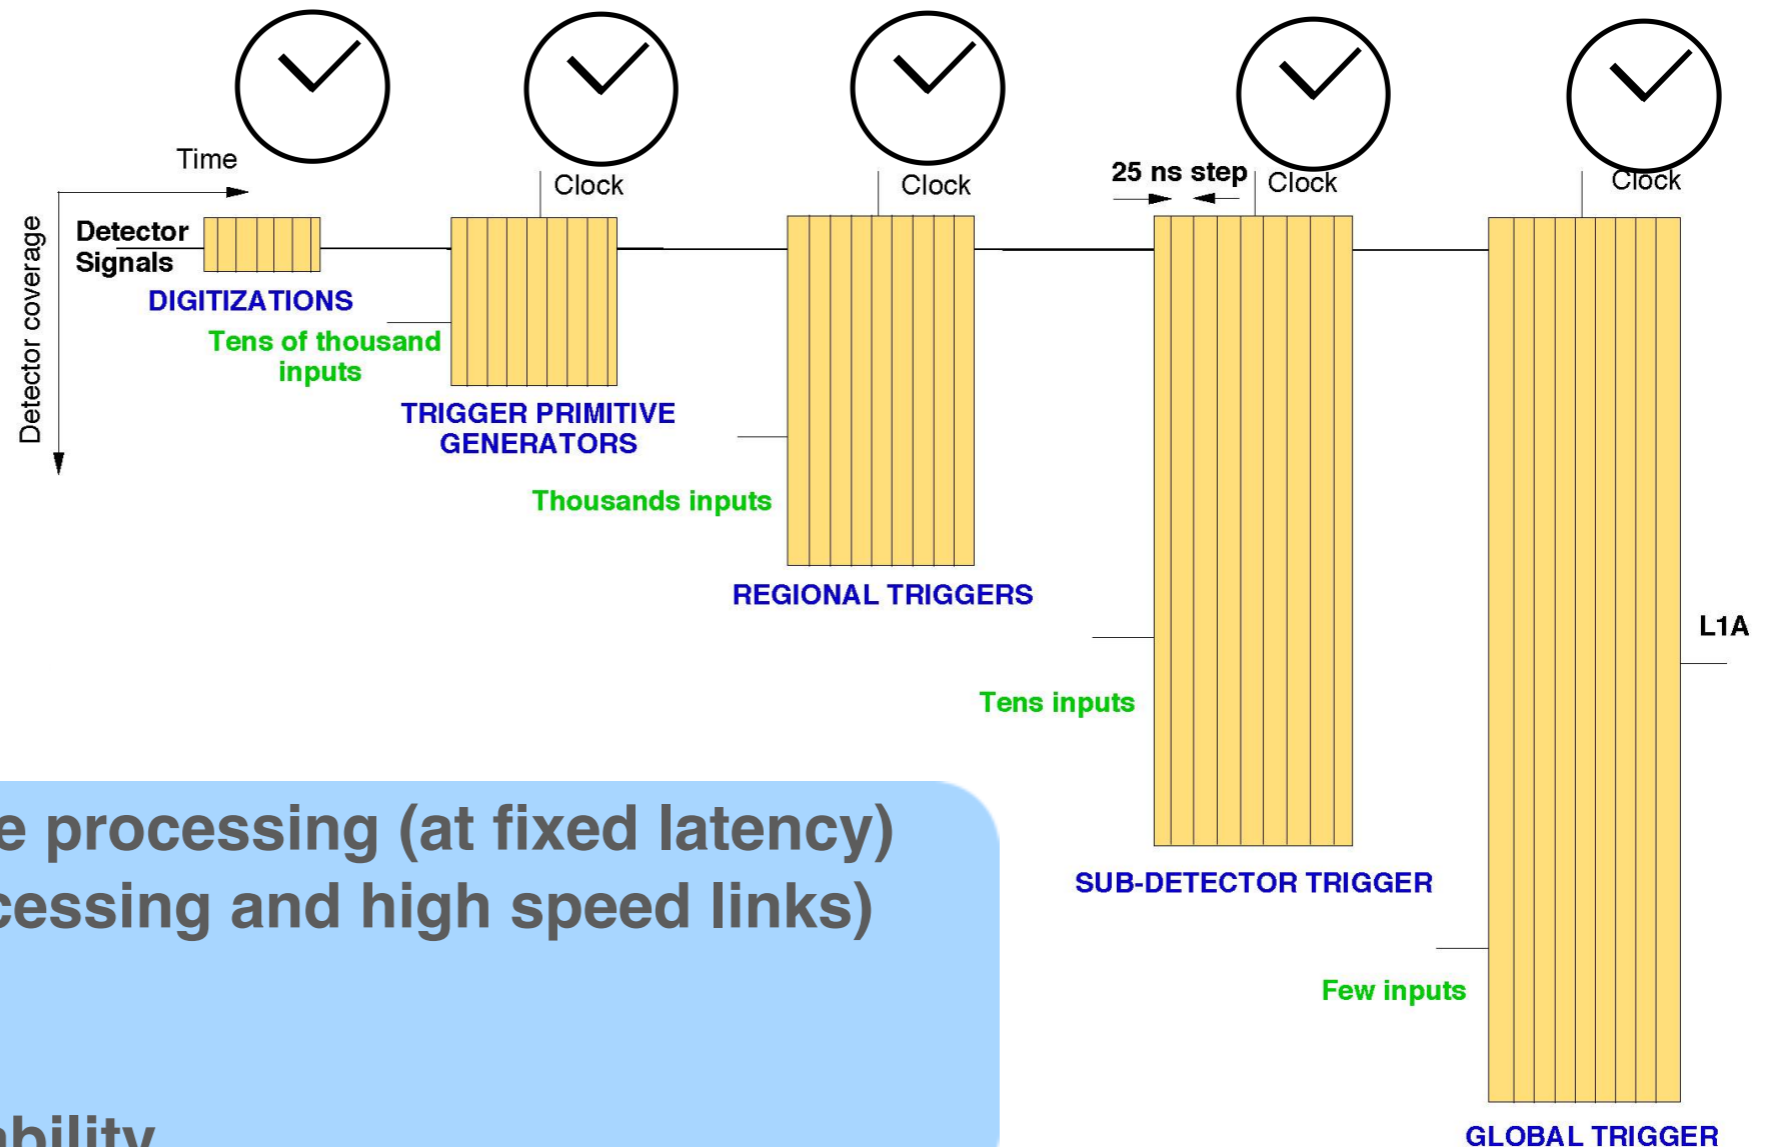 Time
Detector coverage
Clock
Clock
25 ns step
Clock
Clock
Detector
Signals
DIGITIZATIONS
Tens of thousand
inputs
TRIGGER PRIMITIVE
GENERATORS
Thousands inputs
REGIONAL TRIGGERS
L1A
Tens inputs
SUB-DETECTOR TRIGGER
Few inputs
GLOBAL TRIGGER
processing (at fixed latency)
and high speed links)